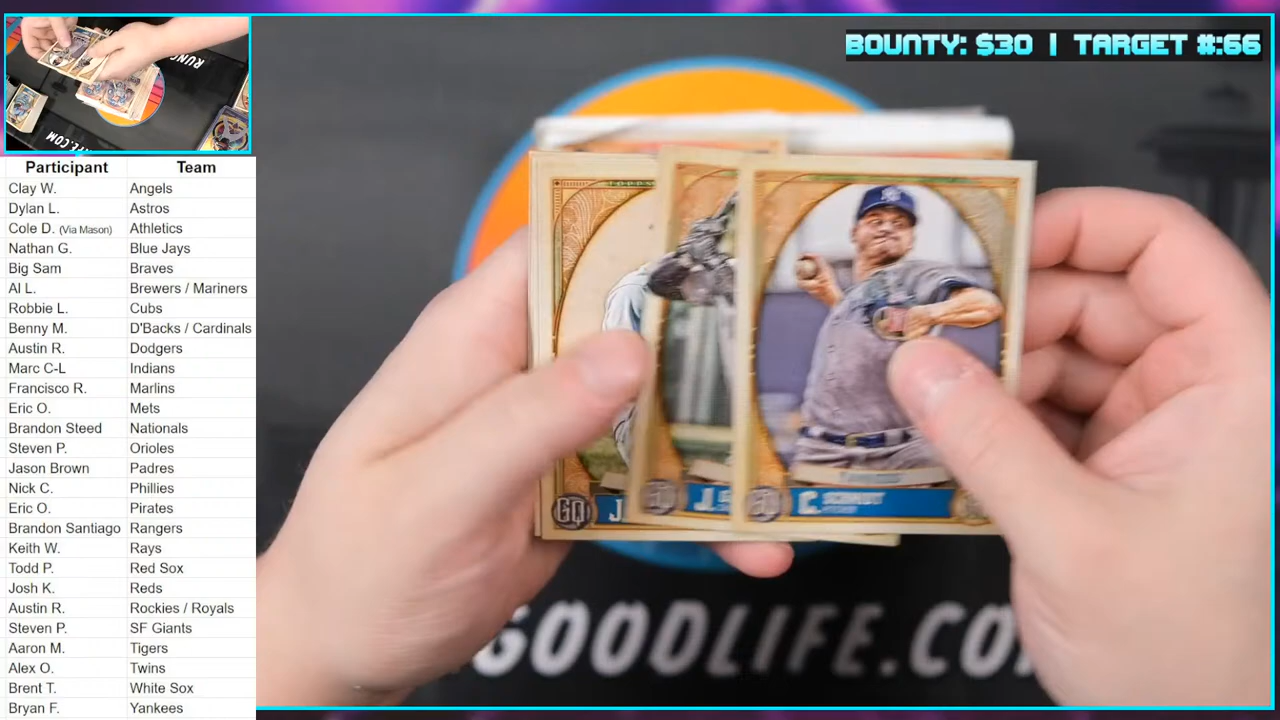 BOUNTY: $30 | TARGET #:66
Participant Team
Clay W. Angels
Dylan L. Astros
Cole D. (Via Mason) Athletics
Nathan G. Blue Jays
Big Sam Braves
Al L. Brewers / Mariners
Robbie L. Cubs
Benny M. D'Backs / Cardinals
Austin R. Dodgers
Marc C-L Indians
Francisco R. Marlins
Eric O. Mets
Brandon Steed Nationals
Steven P. Orioles
Jason Brown Padres
Nick C. Phillies
Eric O. Pirates
Brandon Santiago Rangers
Keith W. Rays
Todd P. Red Sox
Josh K. Reds
Austin R. Rockies / Royals
Steven P. SF Giants
Aaron M. Tigers
Alex O. Twins
Brent T. White Sox
Bryan F. Yankees
GQ J
GQ J.
GQ C.
GOODLIFE.CO